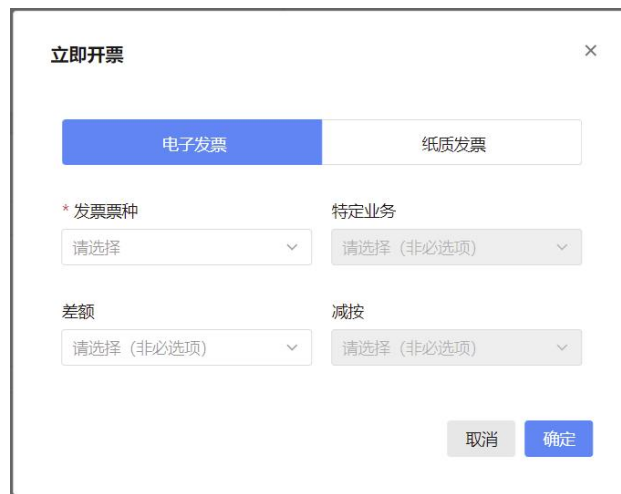 立即开票
电子发票 纸质发票
* 发票票种 特定业务
请选择 请选择（非必选项）
差额 减按
请选择（非必选项） 请选择（非必选项）
取消 确定